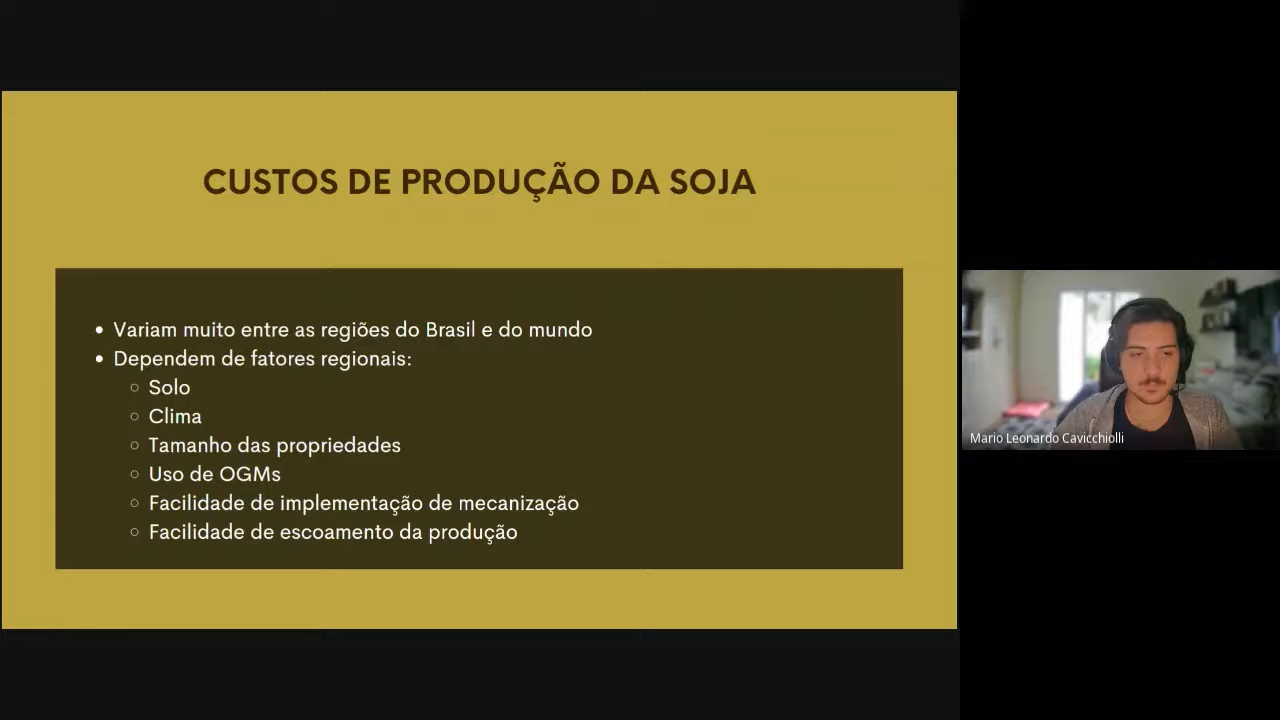 CUSTOS DE PRODUÇÃO DA SOJA
Variam muito entre as regiões do Brasil e do mundo
Dependem de fatores regionais:
Solo
Clima
Tamanho das propriedades
Uso de OGMs
Facilidade de implementação de mecanização
Facilidade de escoamento da produção
Mario Leonardo Cavicchiolli